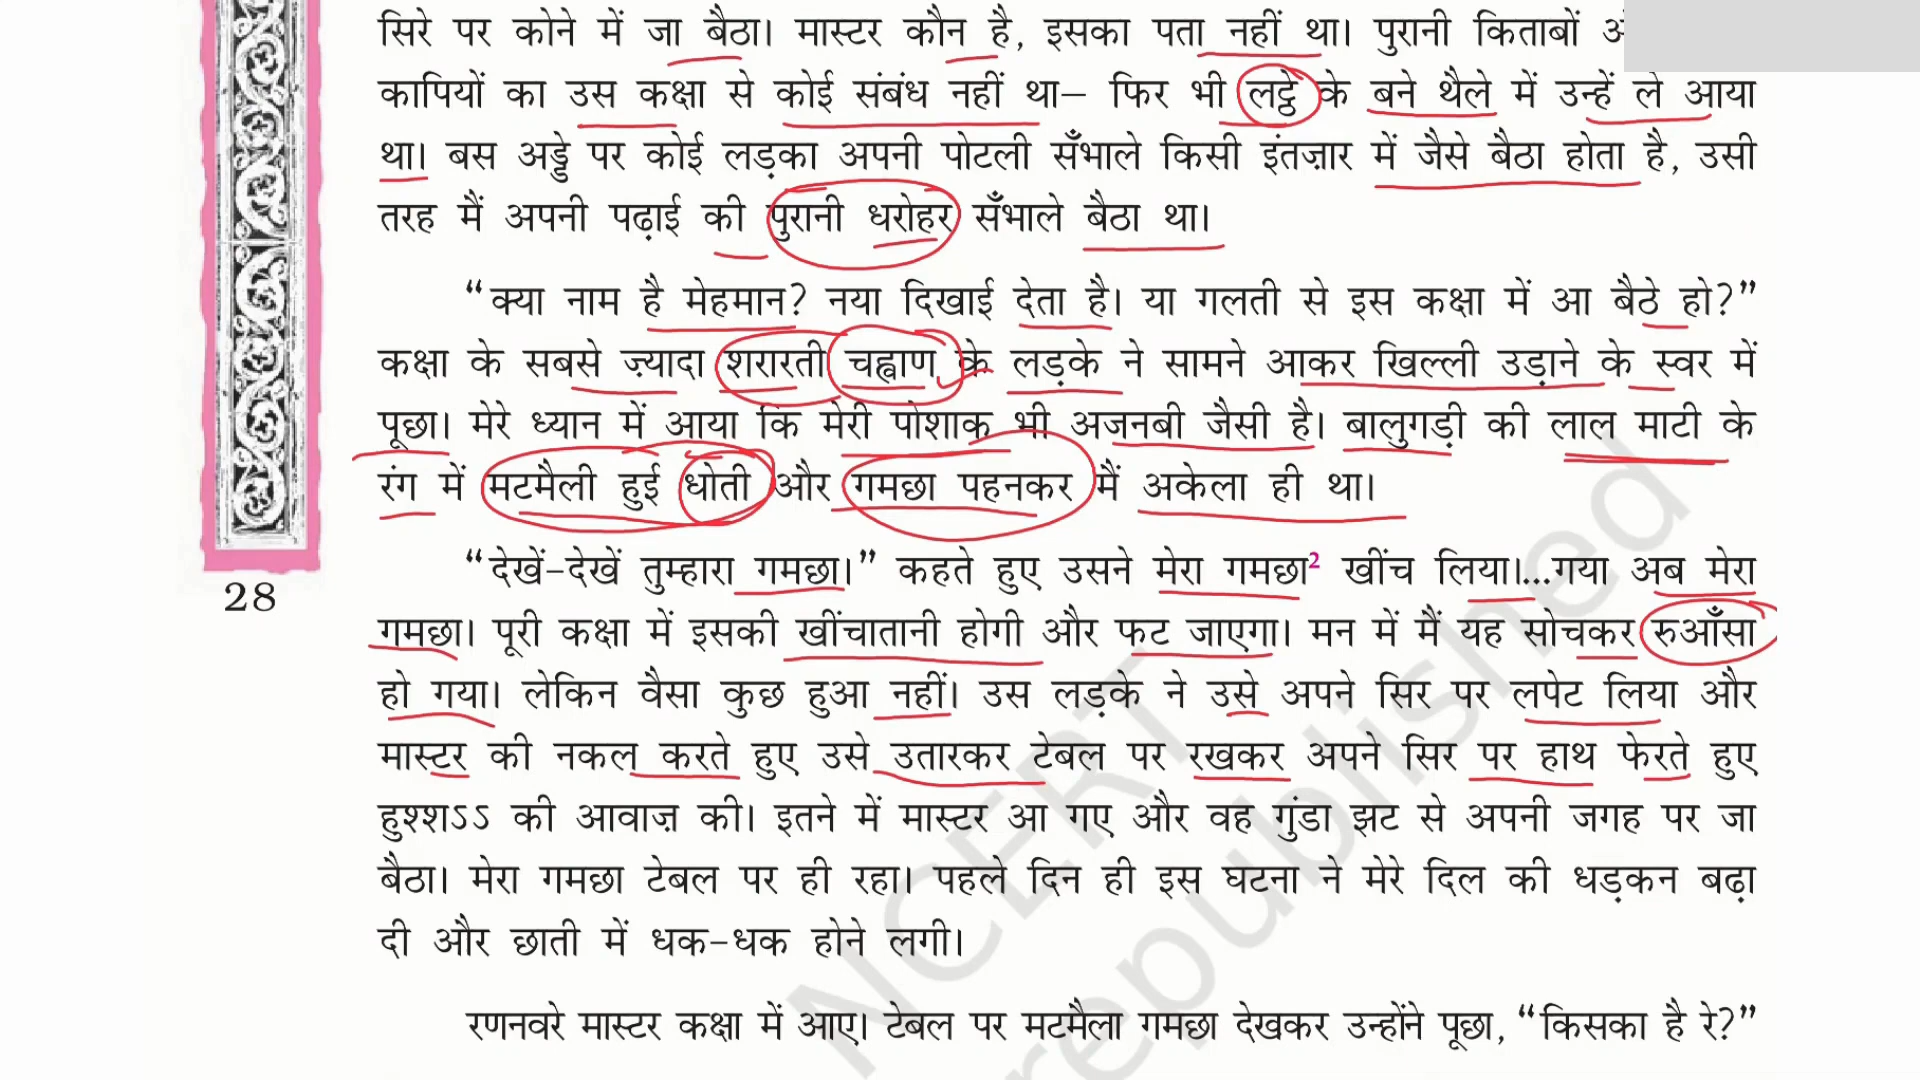 सिरे पर कोने में जा बैठा। मास्टर कौन है, इसका पता नहीं था। पुरानी किताबों
कापियों का उस कक्षा से कोई संबंध नहीं था– फिर भी लट्ठे के बने थैले में उन्हें ले आया
था। बस अड्डे पर कोई लड़का अपनी पोटली सँभाले किसी इंतज़ार में जैसे बैठा होता है, उसी
तरह मैं अपनी पढ़ाई की पुरानी धरोहर सँभाले बैठा था।
“क्या नाम है मेहमान? नया दिखाई देता है। या गलती से इस कक्षा में आ बैठे हो?”
कक्षा के सबसे ज़्यादा शरारती चह्वाण के लड़के ने सामने आकर खिल्ली उड़ाने के स्वर में
पूछा। मेरे ध्यान में आया कि मेरी पोशाक भी अजनबी जैसी है। बालुगड़ी की लाल माटी के
रंग में मटमैली हुई धोती और गमछा पहनकर मैं अकेला ही था।
“देखें-देखें तुम्हारा गमछा।” कहते हुए उसने मेरा गमछा² खींच लिया।...गया अब मेरा
28
गमछा। पूरी कक्षा में इसकी खींचातानी होगी और फट जाएगा। मन में मैं यह सोचकर रुआँसा
हो गया। लेकिन वैसा कुछ हुआ नहीं। उस लड़के ने उसे अपने सिर पर लपेट लिया और
मास्टर की नकल करते हुए उसे उतारकर टेबल पर रखकर अपने सिर पर हाथ फेरते हुए
हुश्शऽऽ की आवाज़ की। इतने में मास्टर आ गए और वह गुंडा झट से अपनी जगह पर जा
बैठा। मेरा गमछा टेबल पर ही रहा। पहले दिन ही इस घटना ने मेरे दिल की धड़कन बढ़ा
दी और छाती में धक-धक होने लगी।
रणनवरे मास्टर कक्षा में आए। टेबल पर मटमैला गमछा देखकर उन्होंने पूछा, “किसका है रे?”
NCERT
republished